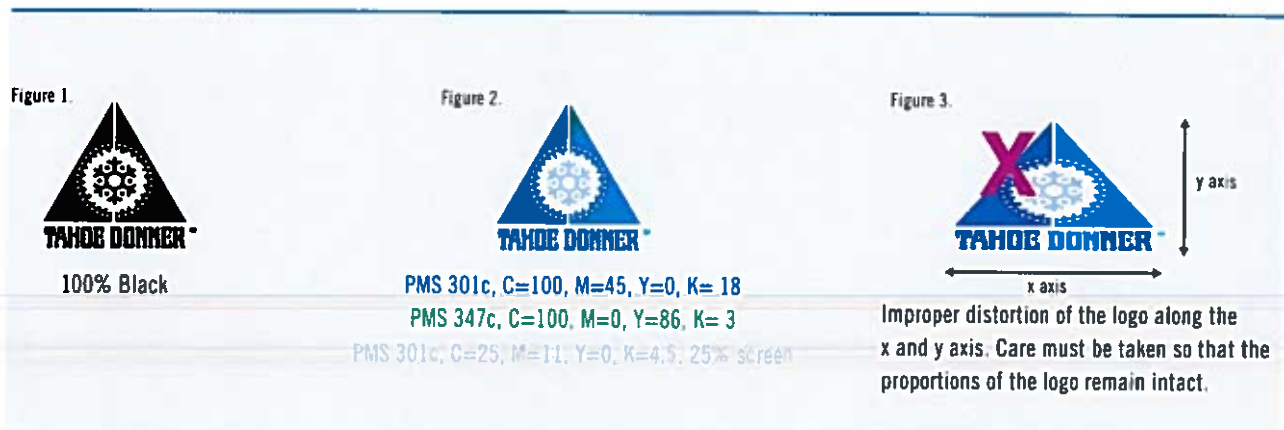 Figure 1.
TAHOE DONNER
100% Black
Figure 2.
TAHOE DONNER
PMS 301c, C=100, M=45, Y=0, K= 18
PMS 347c, C=100, M=0, Y=86, K= 3
PMS 301c, C=25, M=11, Y=0, K=4.5, 25% screen
Figure 3.
X
TAHOE DONNER
y axis
x axis
Improper distortion of the logo along the
x and y axis. Care must be taken so that the
proportions of the logo remain intact.